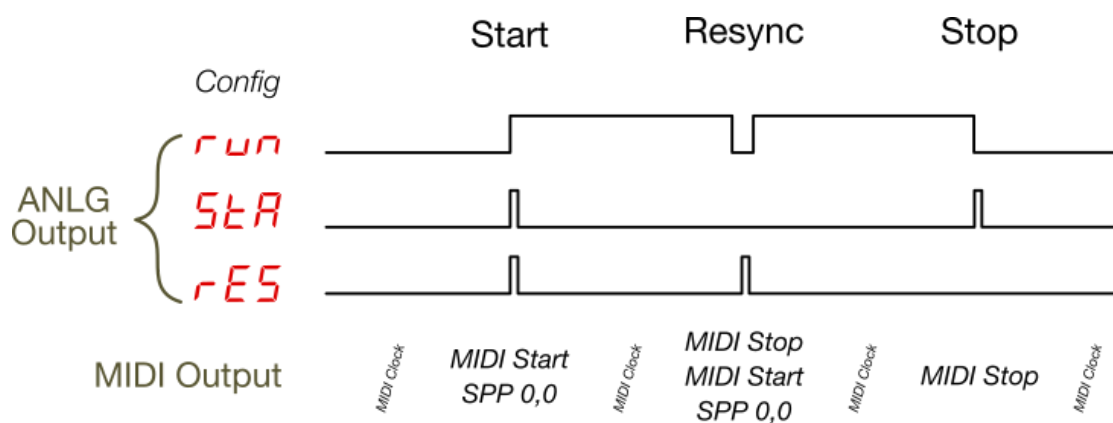 Start Resync Stop
Config
run
StA
rES
ANLG
Output
MIDI Output
MIDI Clock
MIDI Start
SPP 0,0
MIDI Clock
MIDI Stop
MIDI Start
SPP 0,0
MIDI Clock
MIDI Stop
MIDI Clock